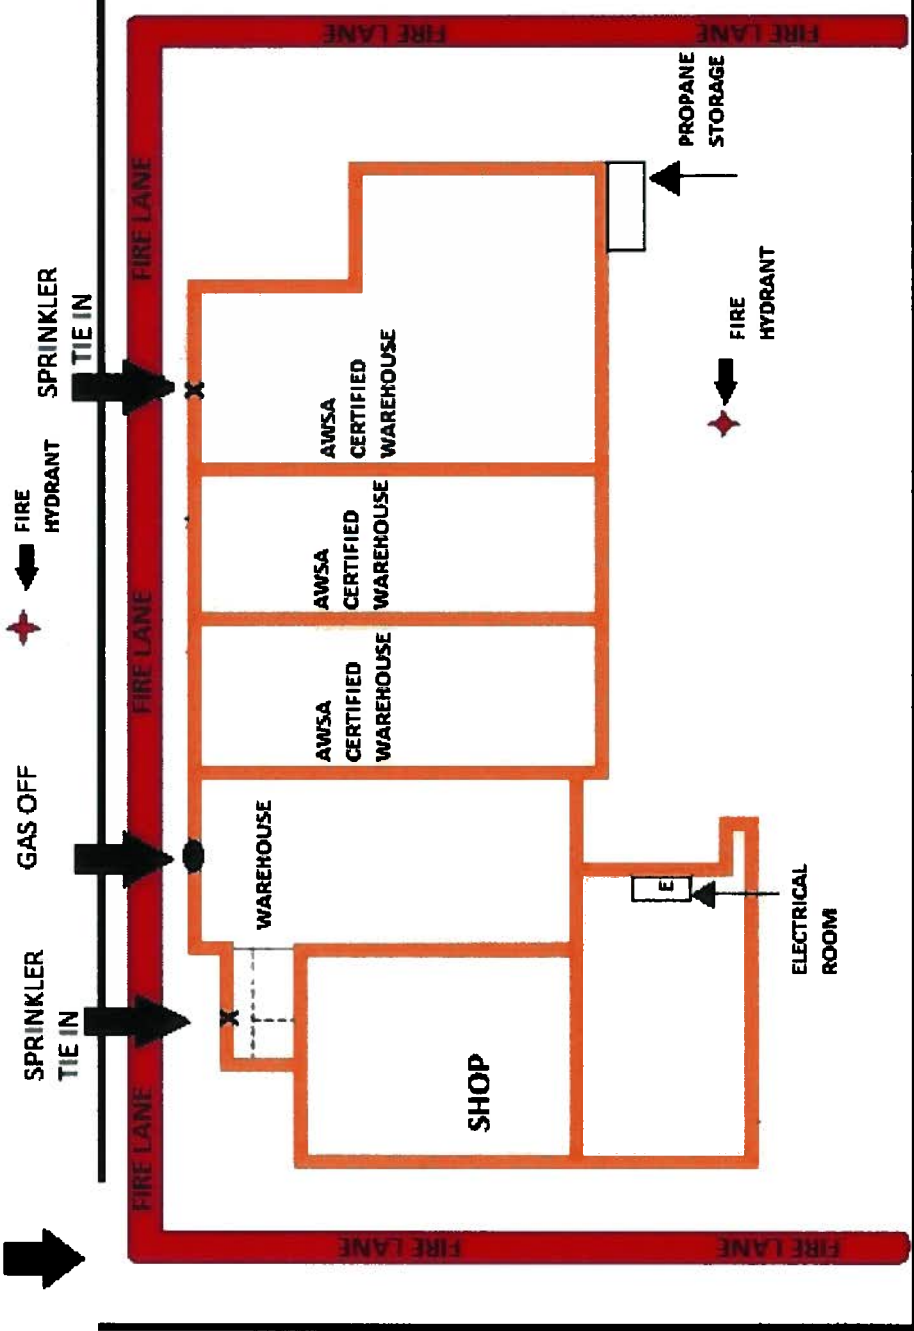 SPRINKLER
TIE IN
GAS OFF
FIRE
HYDRANT
SPRINKLER
TIE IN
FIRE LANE
FIRE LANE
FIRE LANE
FIRE LANE
FIRE LANE
WAREHOUSE
AWSA
CERTIFIED
WAREHOUSE
AWSA
CERTIFIED
WAREHOUSE
AWSA
CERTIFIED
WAREHOUSE
SHOP
E
FIRE LANE
FIRE LANE
PROPANE
STORAGE
FIRE
HYDRANT
ELECTRICAL
ROOM